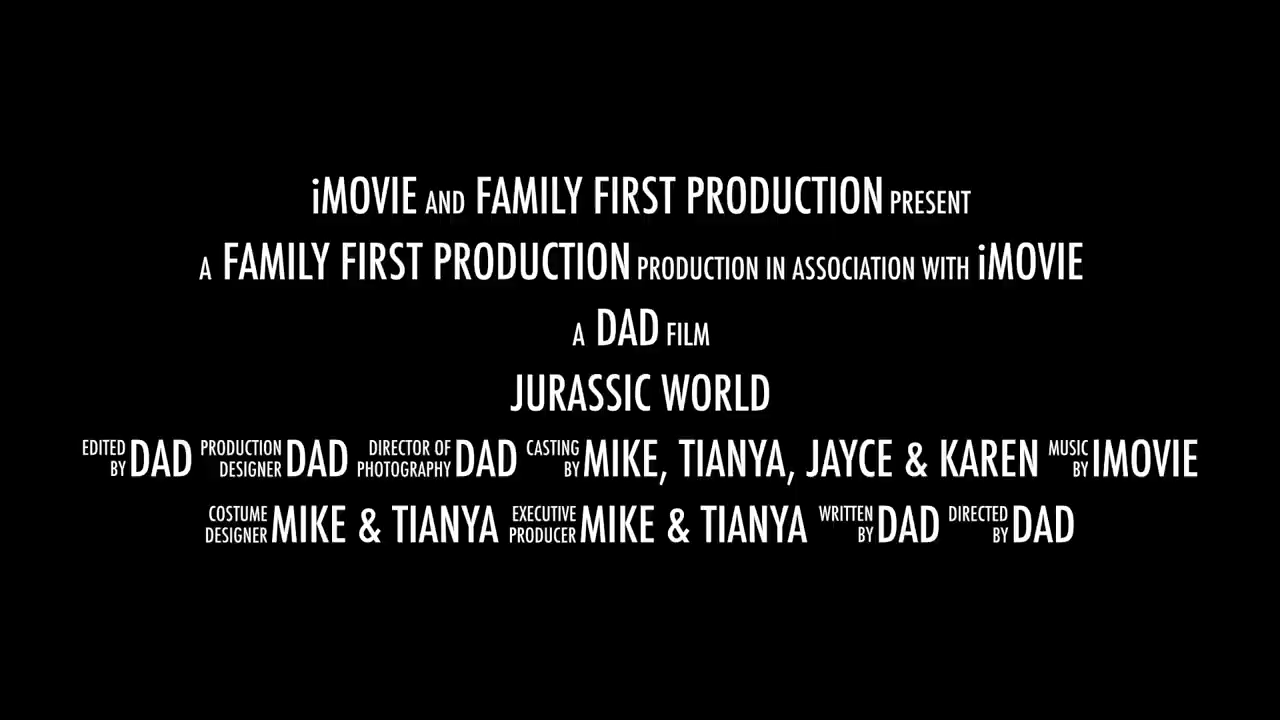 iMOVIE AND FAMILY FIRST PRODUCTION PRESENT
A FAMILY FIRST PRODUCTION PRODUCTION IN ASSOCIATION WITH iMOVIE
A DAD FILM
JURASSIC WORLD
EDITED BY DAD PRODUCTION DESIGNER DAD DIRECTOR OF PHOTOGRAPHY DAD CASTING BY MIKE, TIANYA, JAYCE & KAREN MUSIC BY IMOVIE
COSTUME DESIGNER MIKE & TIANYA EXECUTIVE PRODUCER MIKE & TIANYA WRITTEN BY DAD DIRECTED BY DAD